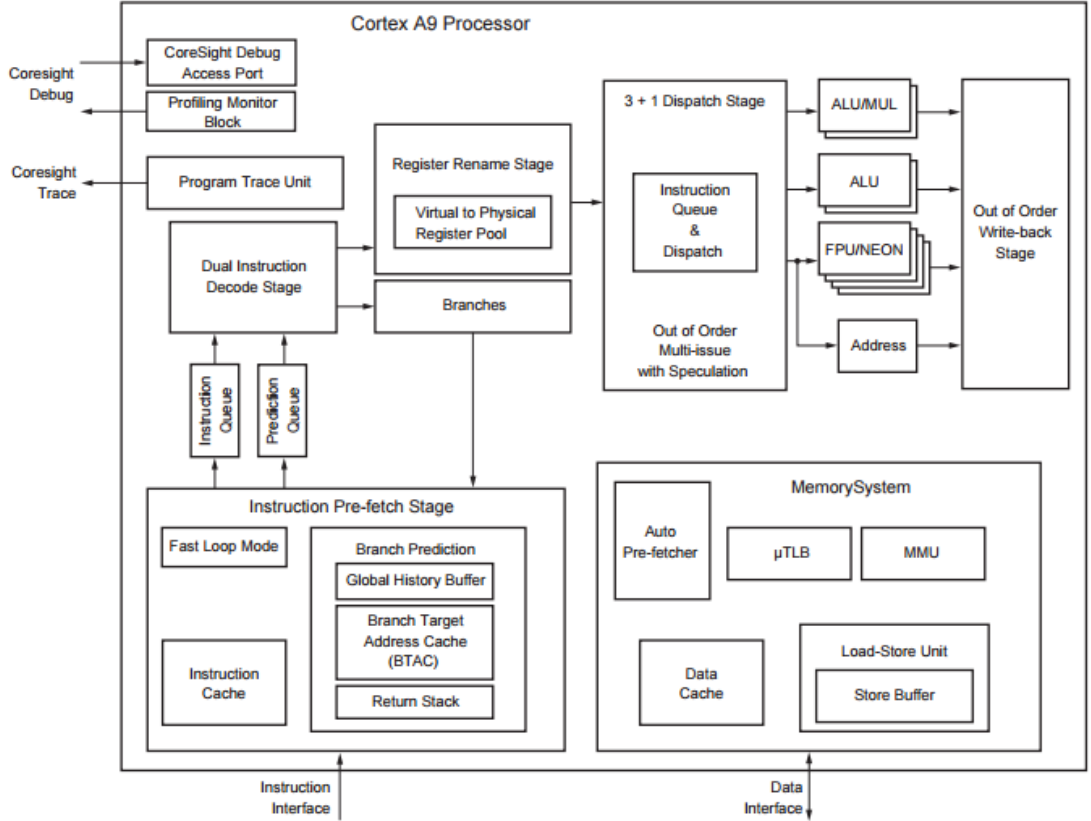 Cortex A9 Processor
Coresight
Debug
CoreSight Debug
Access Port
Profiling Monitor
Block
Coresight
Trace
Program Trace Unit
Dual Instruction
Decode Stage
Register Rename Stage
Virtual to Physical
Register Pool
Branches
3 + 1 Dispatch Stage
Instruction
Queue
&
Dispatch
Out of Order
Multi-issue
with Speculation
ALU/MUL
ALU
FPU/NEON
Address
Out of Order
Write-back
Stage
Instruction
Queue
Prediction
Queue
Instruction Pre-fetch Stage
Fast Loop Mode
Instruction
Cache
Branch Prediction
Global History Buffer
Branch Target
Address Cache
(BTAC)
Return Stack
MemorySystem
Auto
Pre-fetcher
µTLB
MMU
Data
Cache
Load-Store Unit
Store Buffer
Instruction
Interface
Data
Interface